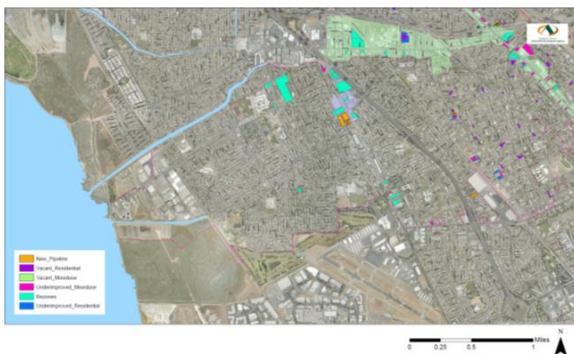 New_Pipeline
Vacant_Residential
Vacant_Mixeduse
Underimproved_Mixeduse
Rezones
Underimproved_Residential
Miles
0 0.25 0.5 1
N